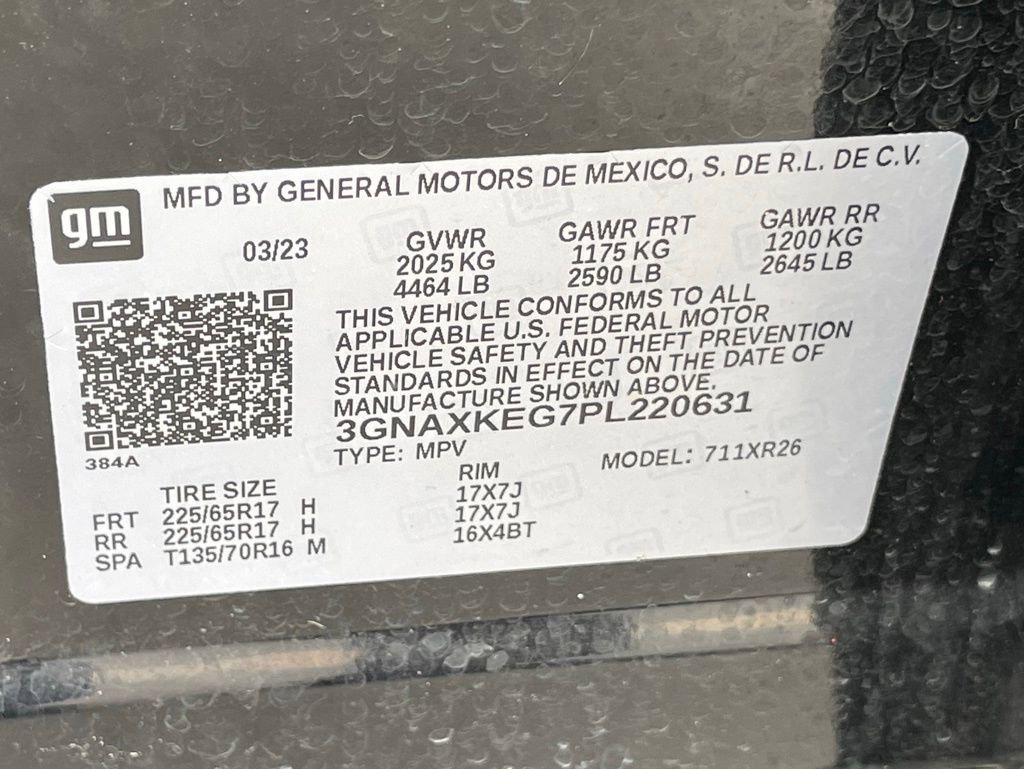 gm
MFD BY GENERAL MOTORS DE MEXICO, S. DE R.L. DE C.V.
03/23 GVWR GAWR FRT GAWR RR
2025 KG 1175 KG 1200 KG
4464 LB 2590 LB 2645 LB
THIS VEHICLE CONFORMS TO ALL
APPLICABLE U.S. FEDERAL MOTOR
VEHICLE SAFETY AND THEFT PREVENTION
STANDARDS IN EFFECT ON THE DATE OF
MANUFACTURE SHOWN ABOVE.
3GNAXKEG7PL220631
384A
TYPE: MPV MODEL: 711XR26
TIRE SIZE RIM
FRT 225/65R17 H 17X7J
RR 225/65R17 H 17X7J
SPA T135/70R16 M 16X4BT